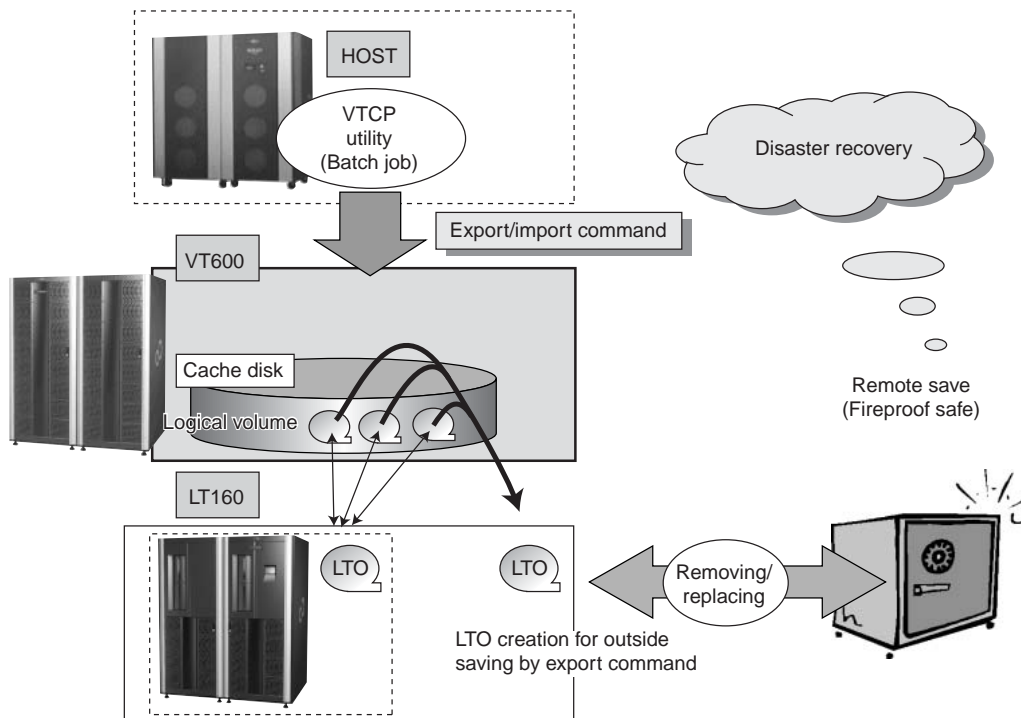 HOST
VTCP
utility
(Batch job)
Disaster recovery
Export/import command
VT600
Cache disk
Logical volume
Remote save
(Fireproof safe)
LT160
LTO
LTO
Removing/
replacing
LTO creation for outside
saving by export command